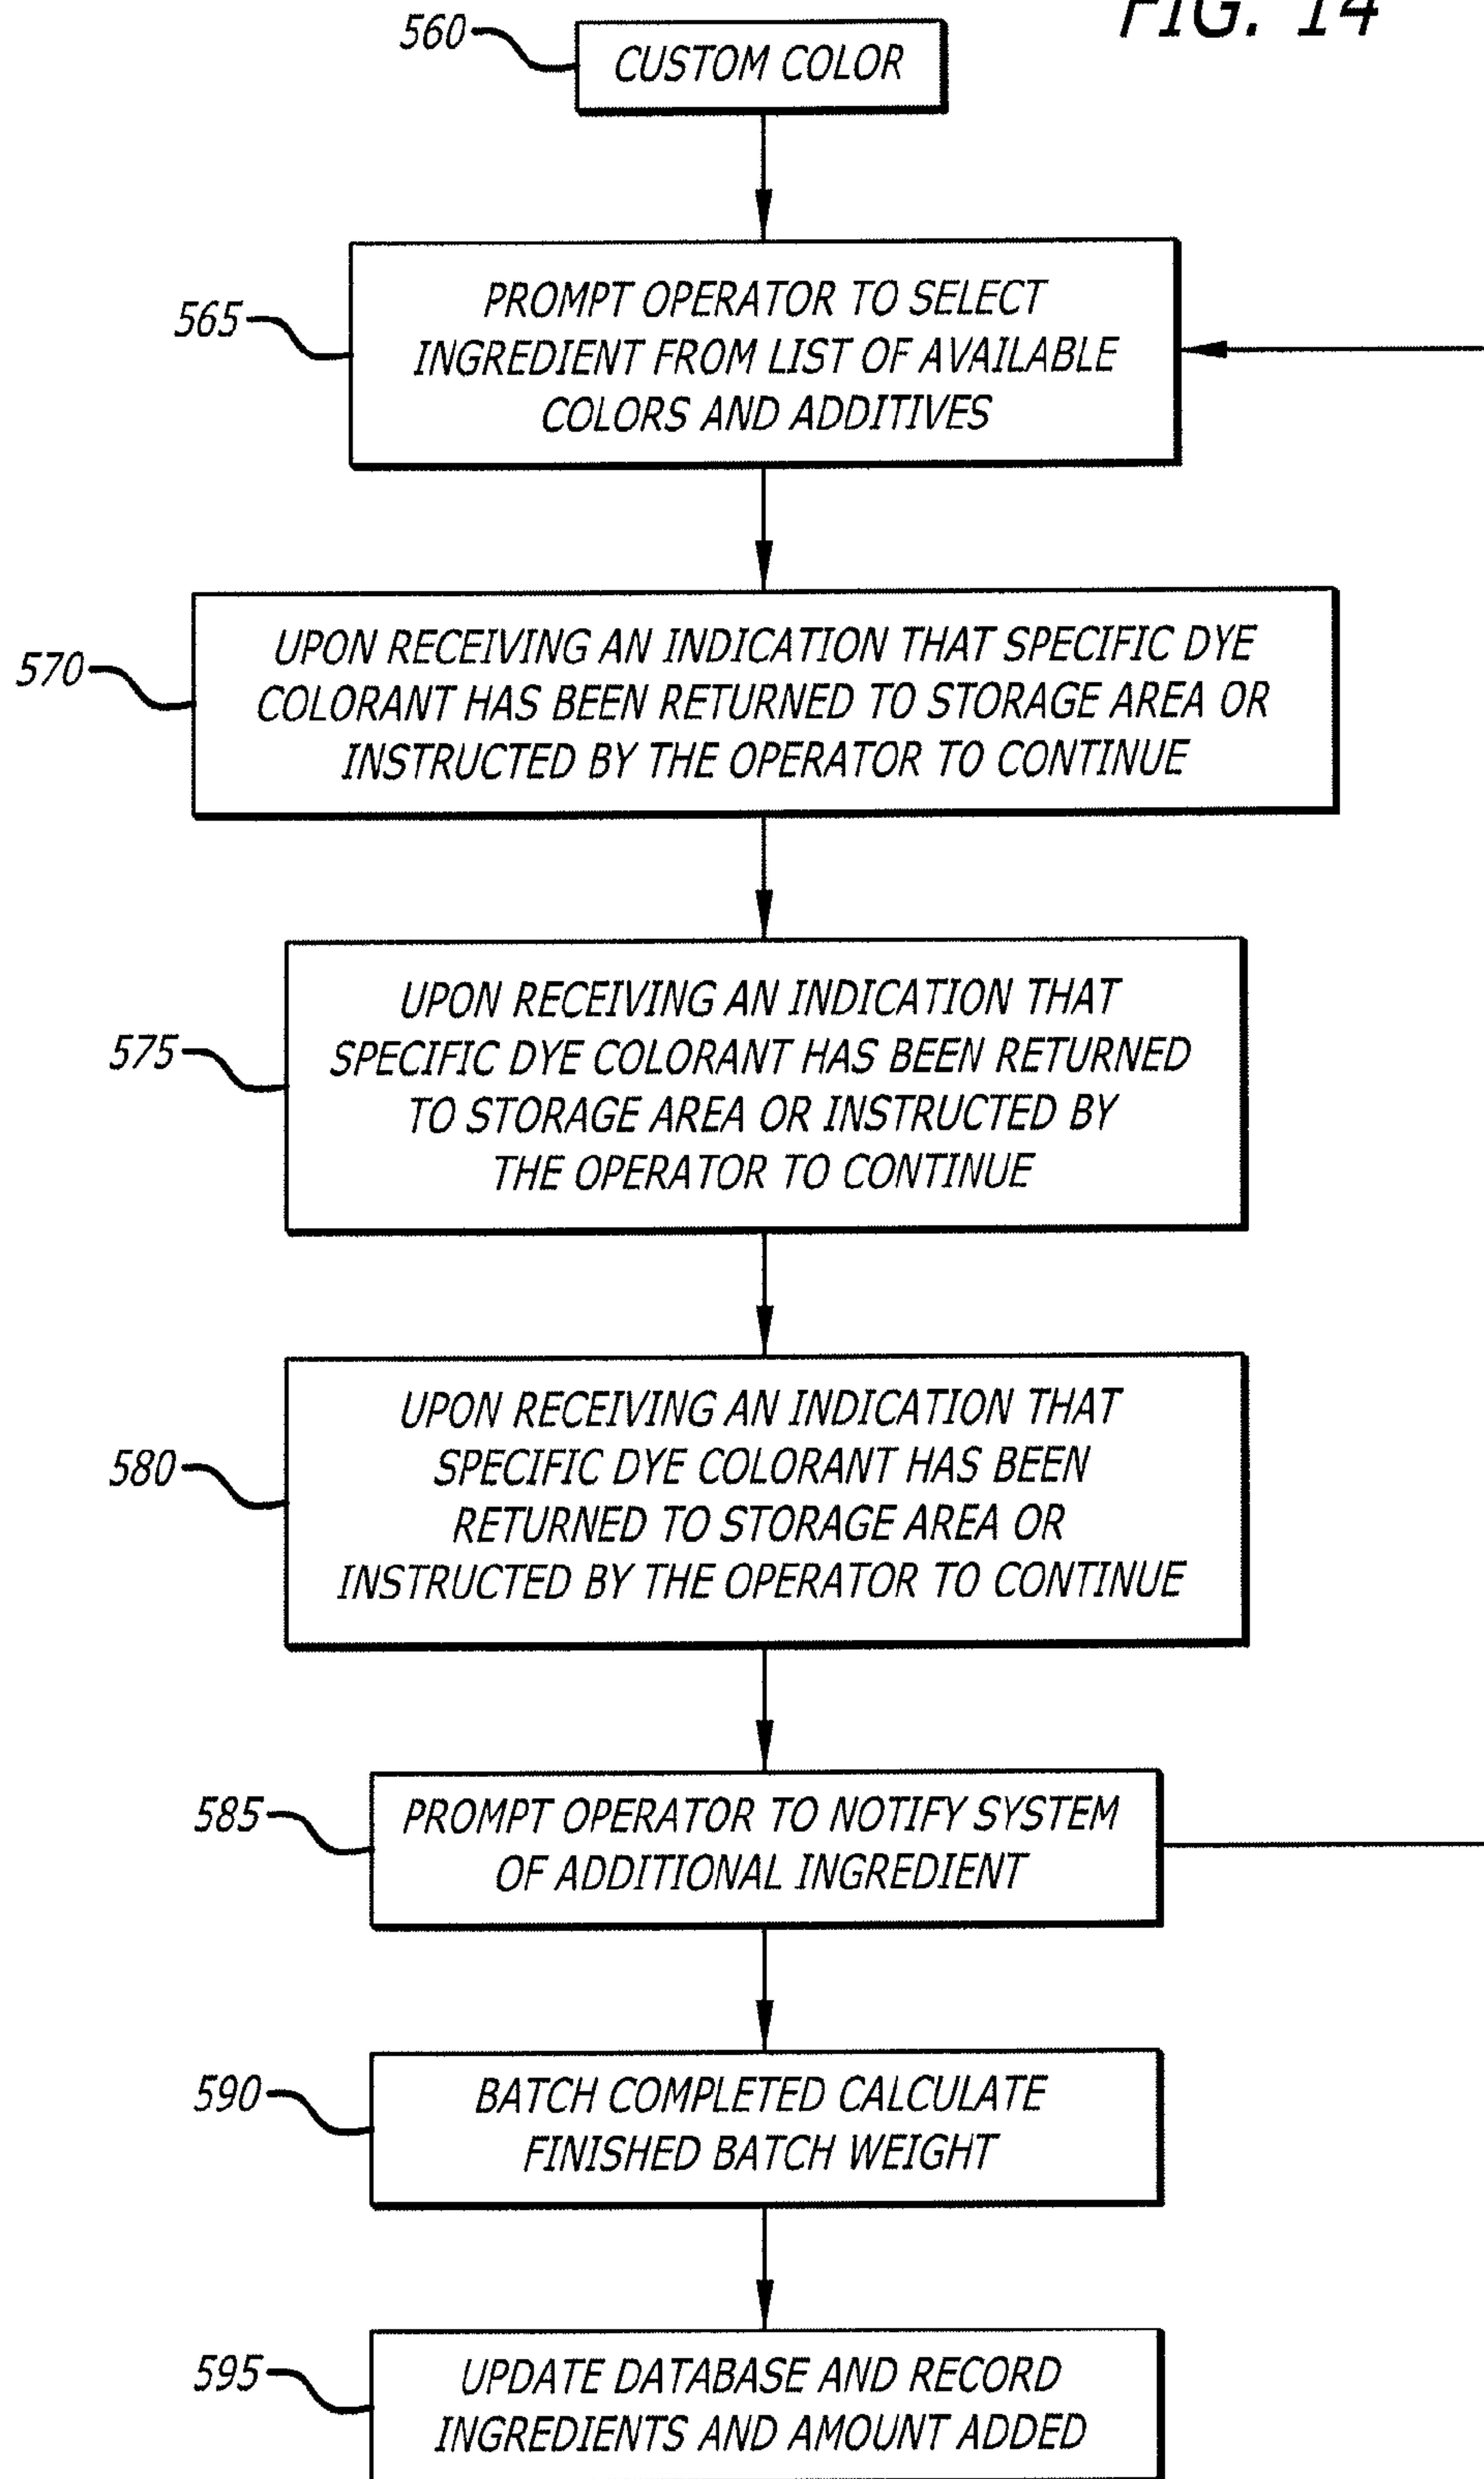 FIG. 14
560
CUSTOM COLOR
565
PROMPT OPERATOR TO SELECT
INGREDIENT FROM LIST OF AVAILABLE
COLORS AND ADDITIVES
570
UPON RECEIVING AN INDICATION THAT SPECIFIC DYE
COLORANT HAS BEEN RETURNED TO STORAGE AREA OR
INSTRUCTED BY THE OPERATOR TO CONTINUE
575
UPON RECEIVING AN INDICATION THAT
SPECIFIC DYE COLORANT HAS BEEN RETURNED
TO STORAGE AREA OR INSTRUCTED BY
THE OPERATOR TO CONTINUE
580
UPON RECEIVING AN INDICATION THAT
SPECIFIC DYE COLORANT HAS BEEN
RETURNED TO STORAGE AREA OR
INSTRUCTED BY THE OPERATOR TO CONTINUE
585
PROMPT OPERATOR TO NOTIFY SYSTEM
OF ADDITIONAL INGREDIENT
590
BATCH COMPLETED CALCULATE
FINISHED BATCH WEIGHT
595
UPDATE DATABASE AND RECORD
INGREDIENTS AND AMOUNT ADDED